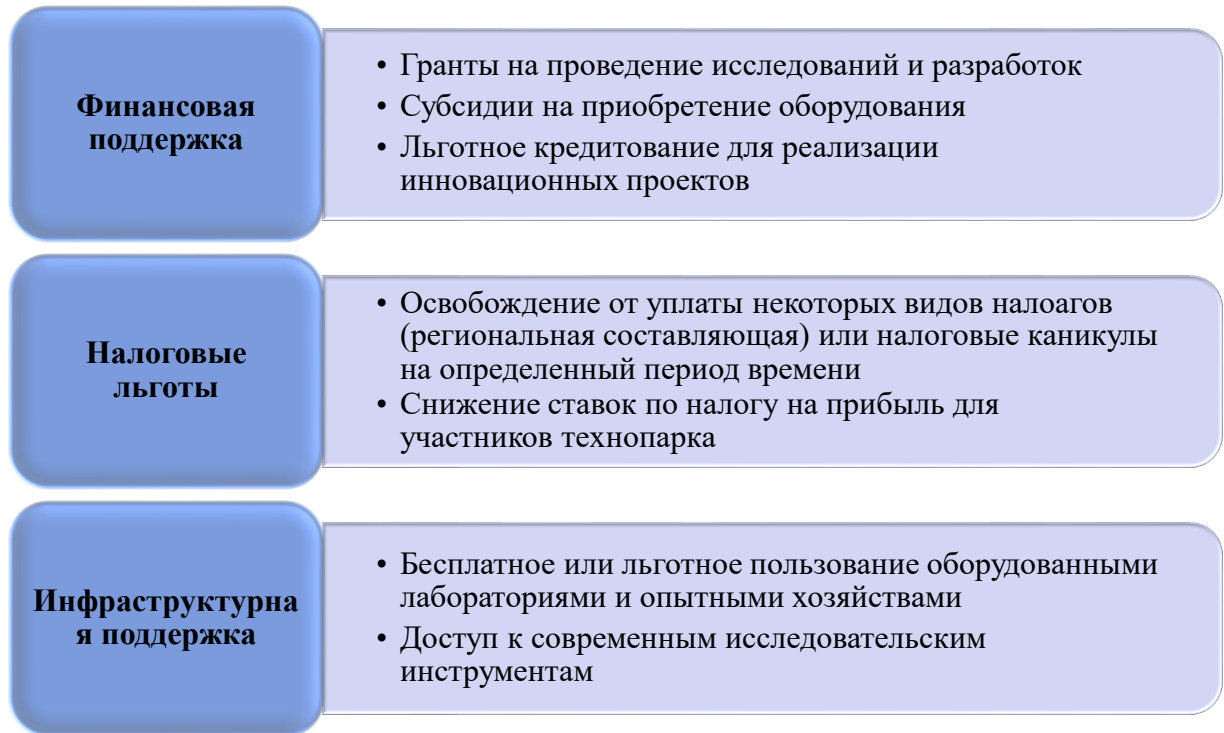 Финансовая
поддержка
• Гранты на проведение исследований и разработок
• Субсидии на приобретение оборудования
• Льготное кредитование для реализации
инновационных проектов
Налоговые
льготы
• Освобождение от уплаты некоторых видов налоагов
(региональная составляющая) или налоговые каникулы
на определенный период времени
• Снижение ставок по налогу на прибыль для
участников технопарка
Инфраструктурна
я поддержка
• Бесплатное или льготное пользование оборудованными
лабораториями и опытными хозяйствами
• Доступ к современным исследовательским
инструментам